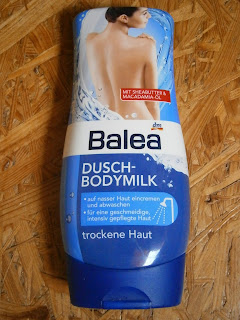 MIT SHEABUTTER &
MACADAMIA-ÖL
dm
Balea
DUSCH-
BODYMILK
• auf nasser Haut eincremen
und abwaschen
• für eine geschmeidige,
intensiv gepflegte Haut
trockene Haut